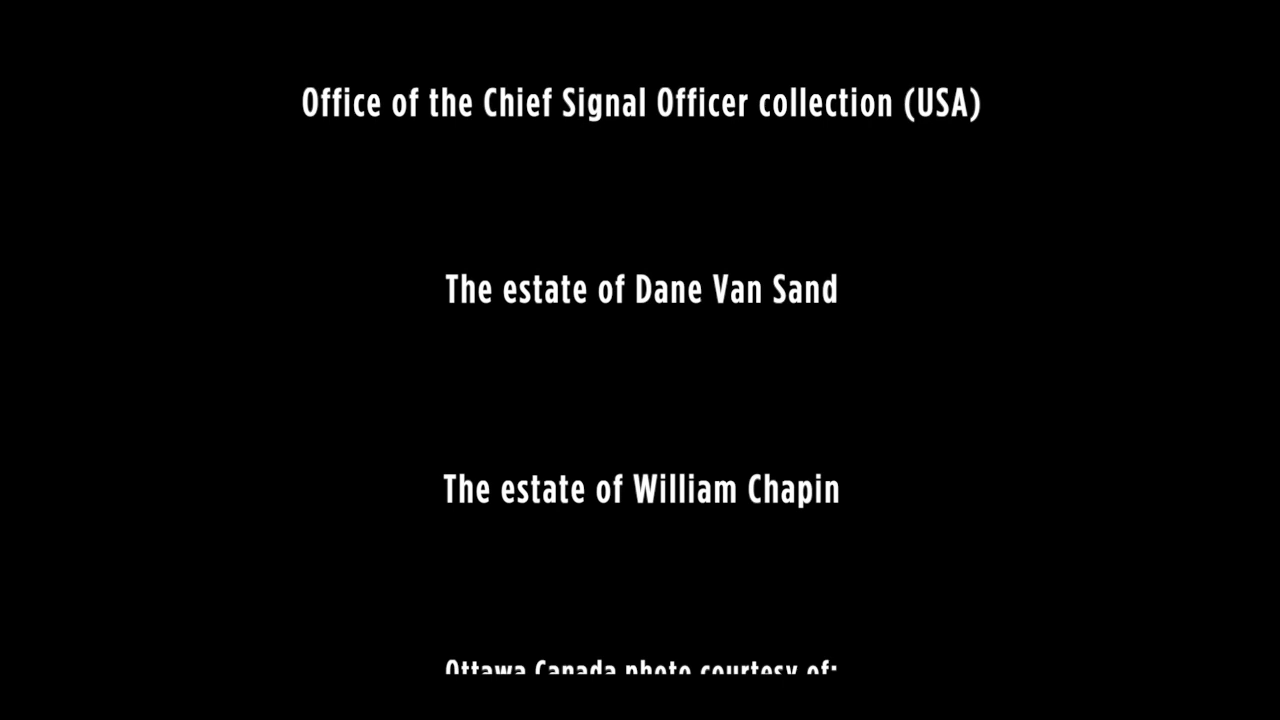 Office of the Chief Signal Officer collection (USA)
The estate of Dane Van Sand
The estate of William Chapin
Ottawa Canada photo courtesy of: